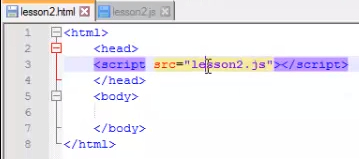 lesson2.html lesson2.js
1 <html>
2 <head>
3 <script src="lesson2.js"></script>
4 </head>
5 <body>
6
7 </body>
8 </html>